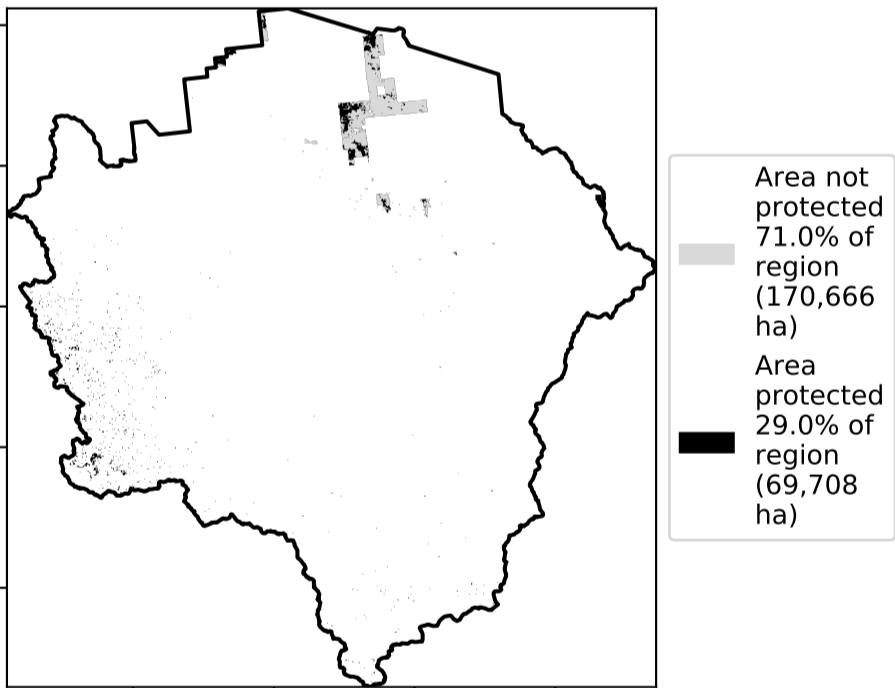 Area not
protected
71.0% of
region
(170,666
ha)
Area
protected
29.0% of
region
(69,708
ha)